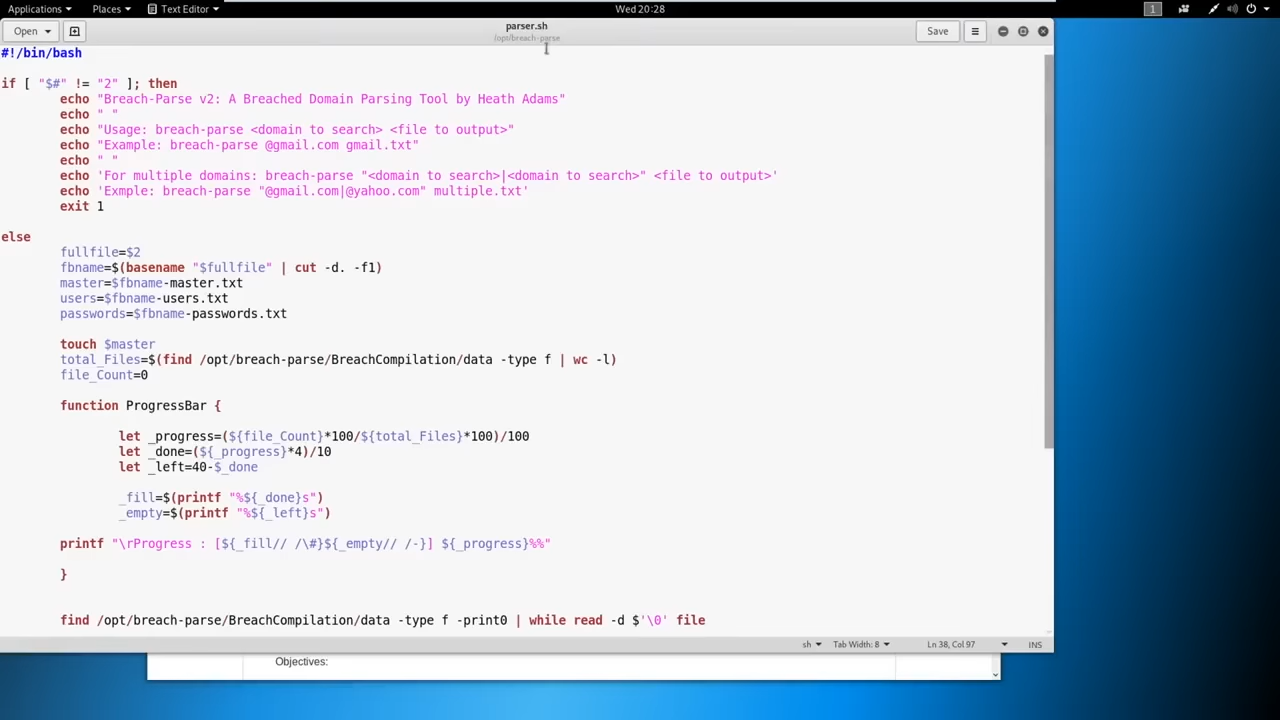 Applications Places Text Editor Wed 20:28 1
Open parser.sh Save
/opt/breach-parse
#!/bin/bash
if [ "$#" != "2" ]; then
echo "Breach-Parse v2: A Breached Domain Parsing Tool by Heath Adams"
echo " "
echo "Usage: breach-parse <domain to search> <file to output>"
echo "Example: breach-parse @gmail.com gmail.txt"
echo " "
echo 'For multiple domains: breach-parse "<domain to search>|<domain to search>" <file to output>'
echo 'Exmple: breach-parse "@gmail.com|@yahoo.com" multiple.txt'
exit 1
else
fullfile=$2
fbname=$(basename "$fullfile" | cut -d. -f1)
master=$fbname-master.txt
users=$fbname-users.txt
passwords=$fbname-passwords.txt
touch $master
total_Files=$(find /opt/breach-parse/BreachCompilation/data -type f | wc -l)
file_Count=0
function ProgressBar {
let _progress=(${file_Count}*100/${total_Files}*100)/100
let _done=(${_progress}*4)/10
let _left=40-$_done
_fill=$(printf "%${_done}s")
_empty=$(printf "%${_left}s")
printf "\rProgress : [${_fill// /\#}${_empty// /-}] ${_progress}%%"
}
find /opt/breach-parse/BreachCompilation/data -type f -print0 | while read -d $'\0' file
sh Tab Width: 8 Ln 38, Col 97 INS
Objectives: